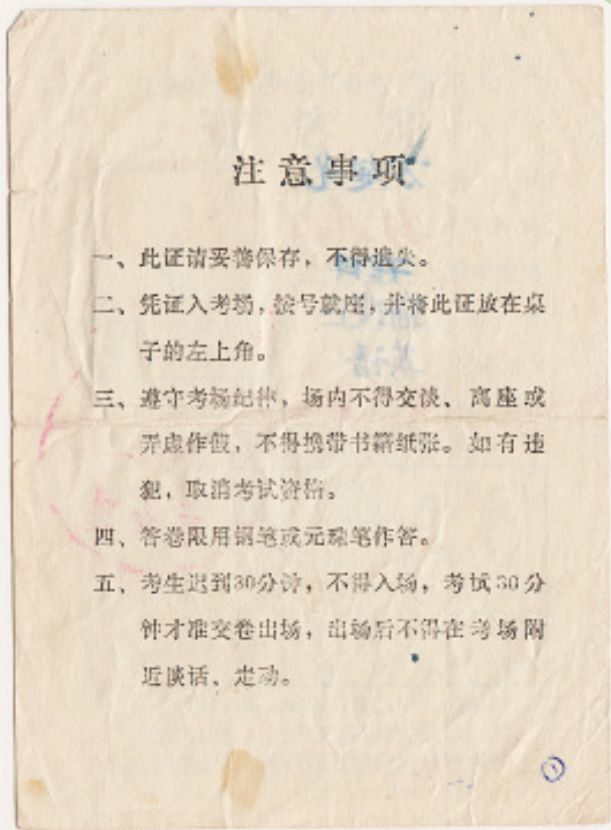 注意事项
一、此证请妥善保存，不得遗失。
二、凭证入考场，按号就座，并将此证放在桌
子的左上角。
三、遵守考场纪律，场内不得交谈、离座或
弄虚作假，不得携带书籍纸张。如有违
犯，取消考试资格。
四、答卷限用钢笔或元珠笔作答。
五、考生迟到30分钟，不得入场，考试30分
钟才准交卷出场，出场后不得在考场附
近谈话、走动。